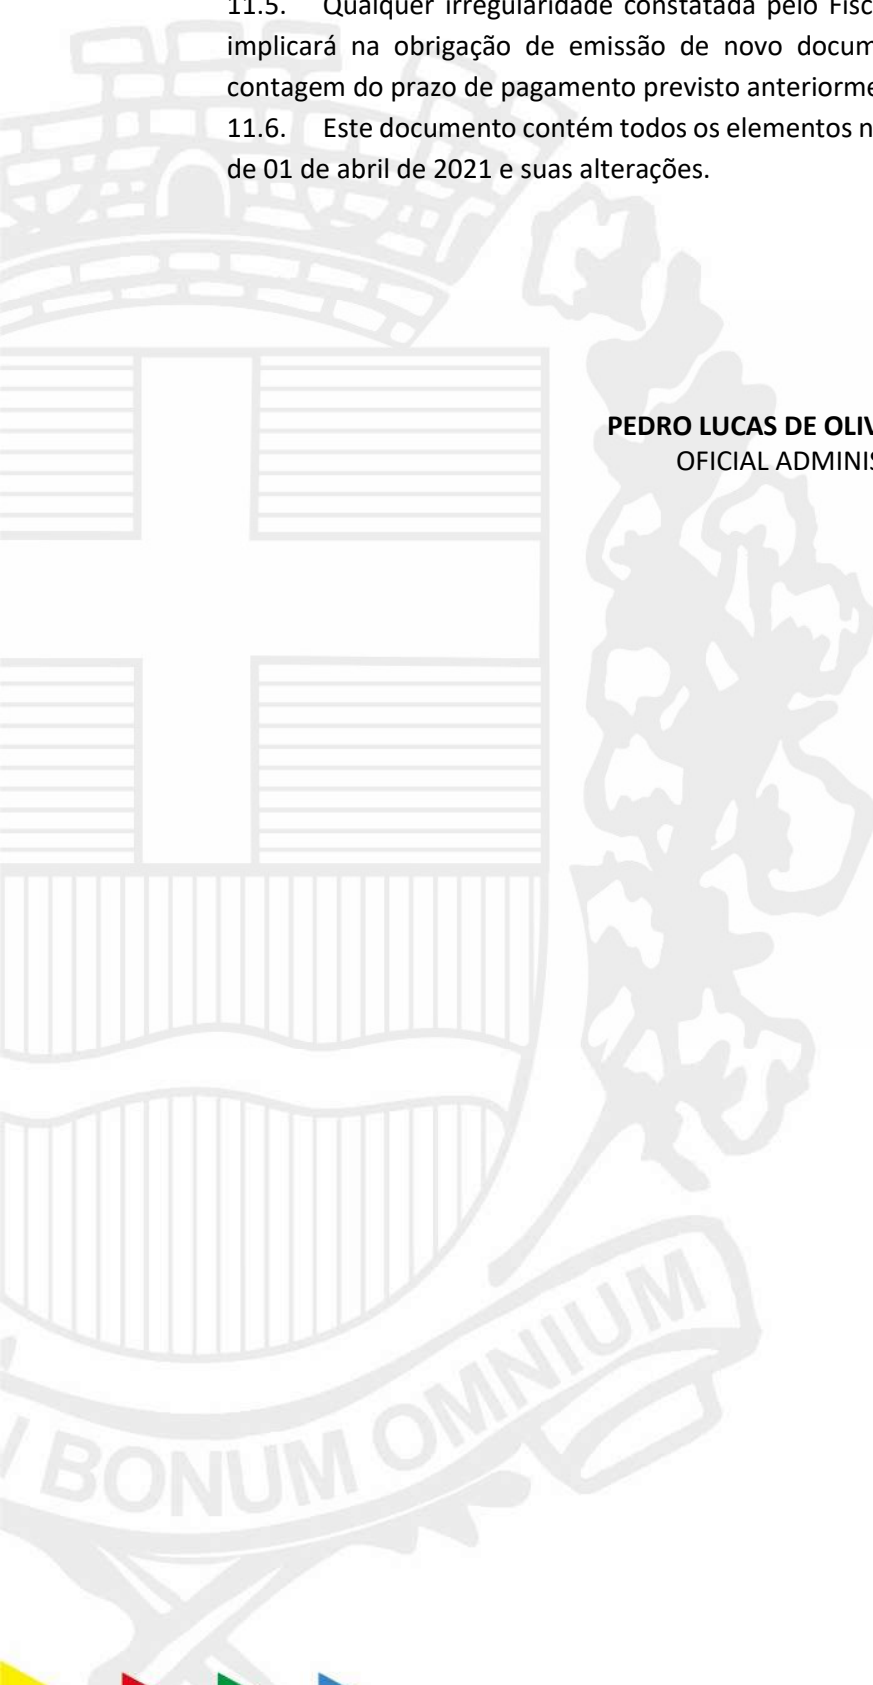 11.5. Qualquer irregularidade constatada pelo Fisc
implicará na obrigação de emissão de novo docum
contagem do prazo de pagamento previsto anteriorme
11.6. Este documento contém todos os elementos n
de 01 de abril de 2021 e suas alterações.
PEDRO LUCAS DE OLIV
OFICIAL ADMINIS
BONUM OMNIUM